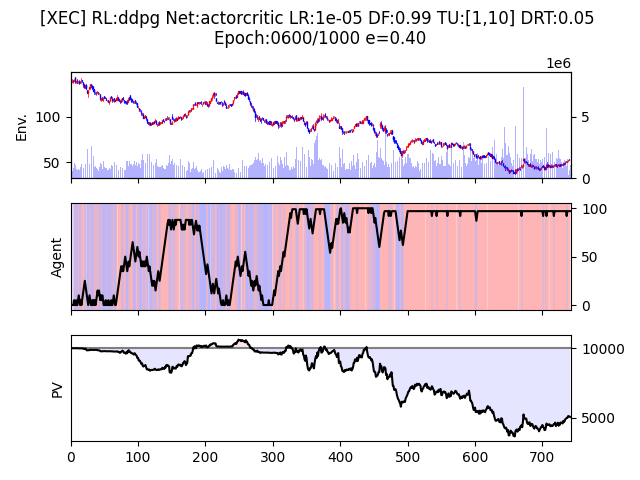 [XEC] RL:ddpg Net:actorcritic LR:1e-05 DF:0.99 TU:[1,10] DRT:0.05
Epoch:0600/1000 e=0.40
1e6
Env.
100
50
5
0
Agent
100
50
0
PV
10000
5000
0 100 200 300 400 500 600 700